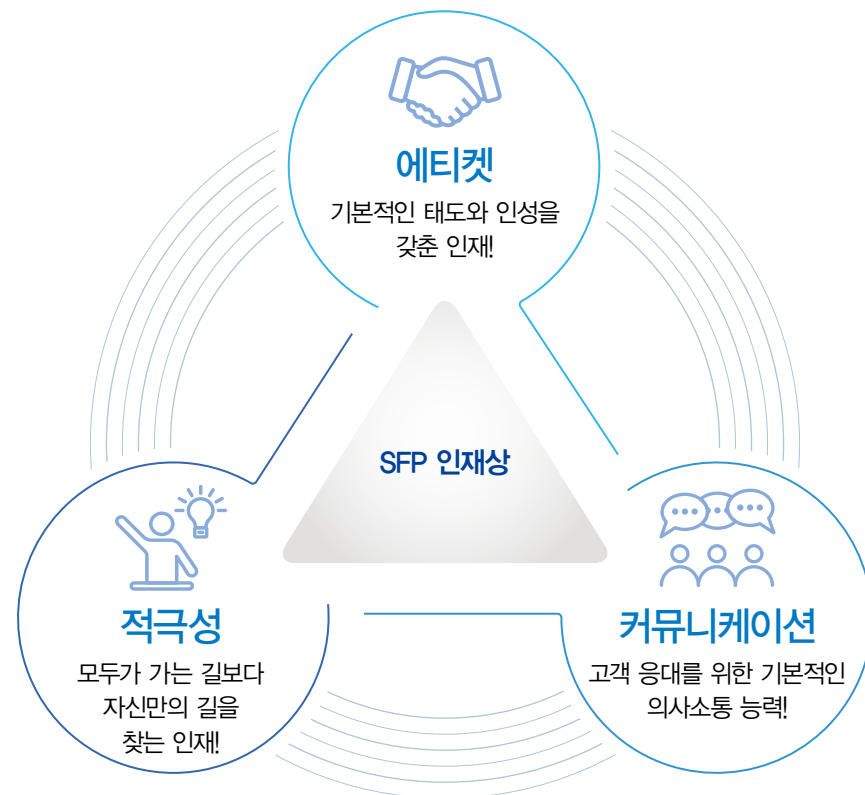 에티켓
기본적인 태도와 인성을
갖춘 인재!
SFP 인재상
적극성
모두가 가는 길보다
자신만의 길을
찾는 인재!
커뮤니케이션
고객 응대를 위한 기본적인
의사소통 능력!